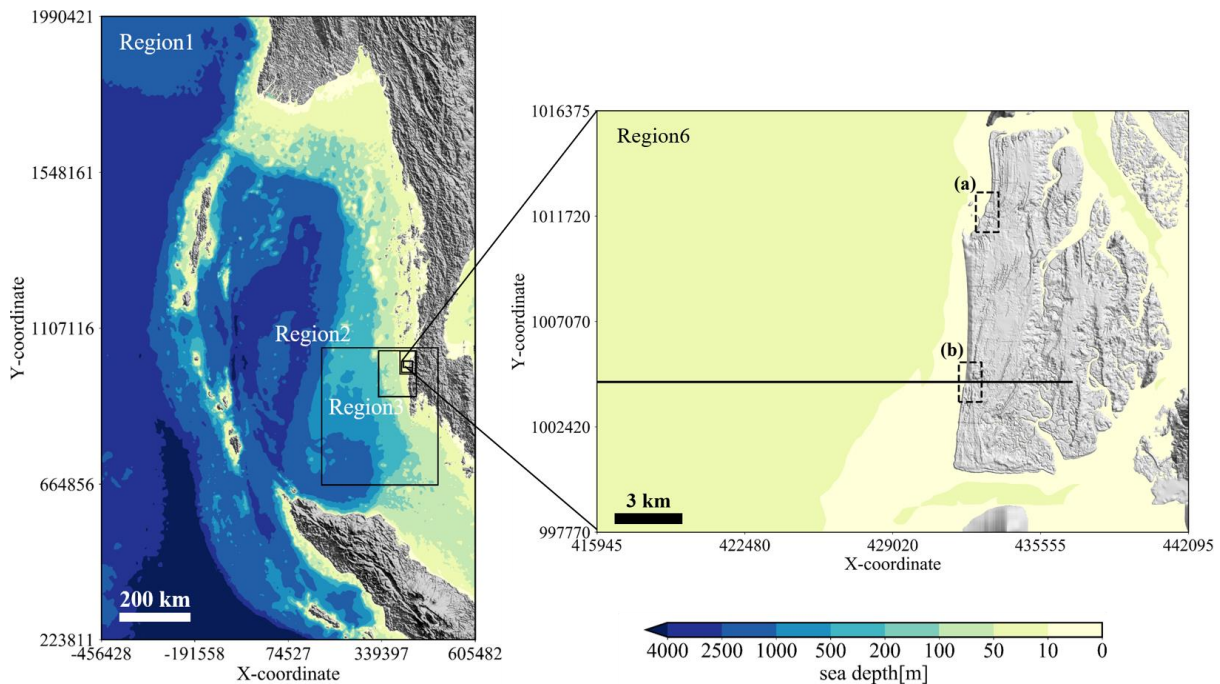 1990421
Region1
1548161
1107116
Region2
Region3
664856
200 km
223811
-456428
-191558
74527
339397
605482
X-coordinate
Y-coordinate
1016375
Region6
(a)
1011720
1007070
(b)
1002420
3 km
997770
415945
422480
429020
435555
442095
X-coordinate
Y-coordinate
4000
2500
1000
500
200
100
50
10
0
sea depth[m]